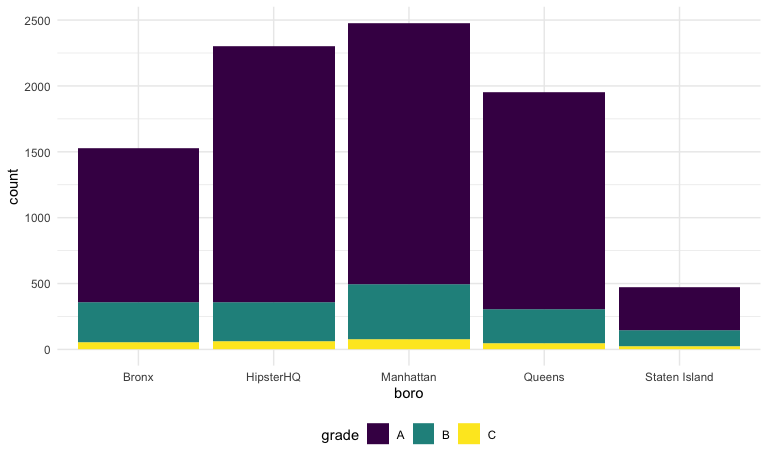 2500
2000
1500
1000
500
0
count
Bronx HipsterHQ Manhattan Queens Staten Island
boro
grade A B C